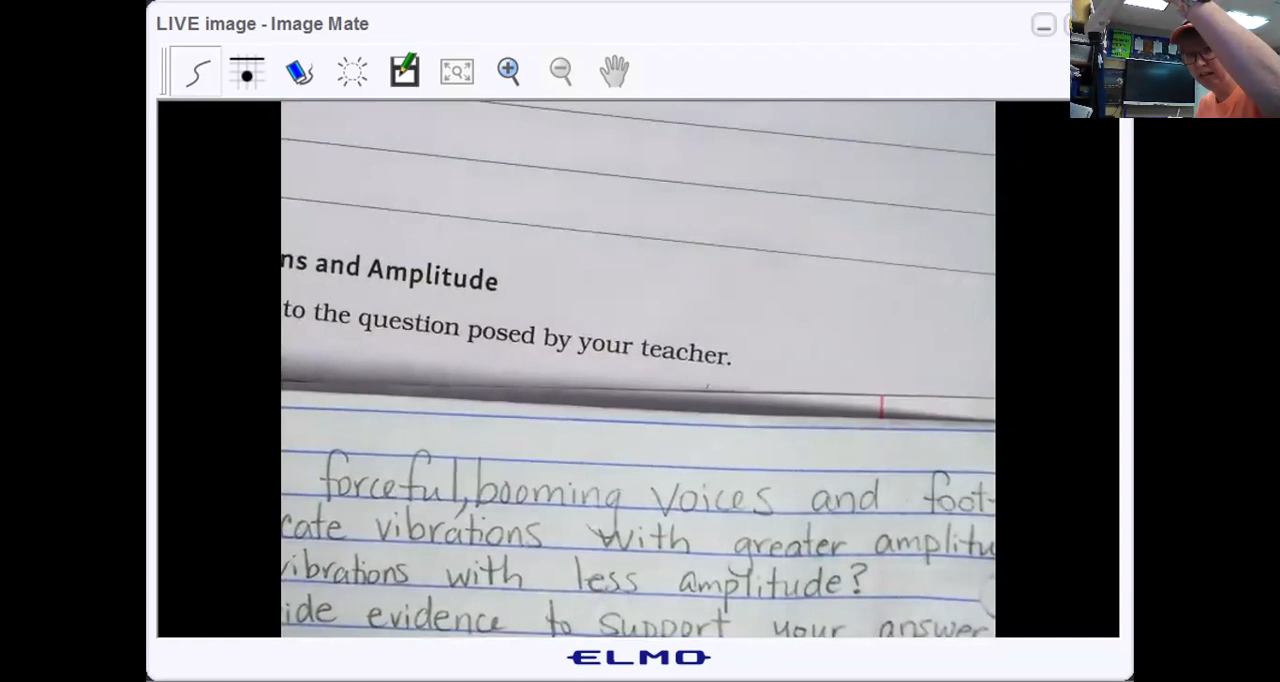 LIVE image - Image Mate
ns and Amplitude
to the question posed by your teacher.
forceful, booming voices and foot-
cate vibrations with greater amplitu
vibrations with less amplitude?
ide evidence to support your answer
ELMO